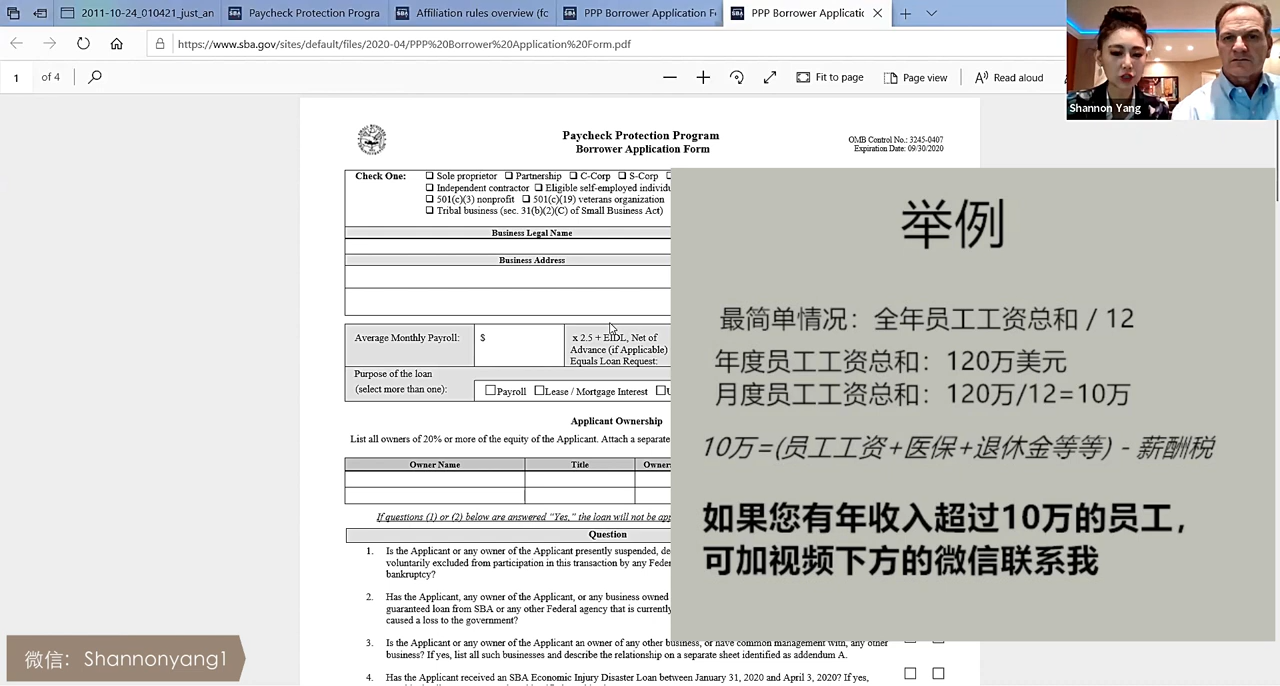 2011-10-24_010421_just_an
Paycheck Protection Progra
Affiliation rules overview (fo
PPP Borrower Application F
PPP Borrower Applicatio
https://www.sba.gov/sites/default/files/2020-04/PPP%20Borrower%20Application%20Form.pdf
1 of 4
Fit to page
Page view
Read aloud
Shannon Yang
Paycheck Protection Program
Borrower Application Form
OMB Control No.: 3245-0407
Expiration Date: 09/30/2020
Check One: Sole proprietor Partnership C-Corp S-Corp
Independent contractor Eligible self-employed individu
501(c)(3) nonprofit 501(c)(19) veterans organization
Tribal business (sec. 31(b)(2)(C) of Small Business Act)
Business Legal Name
Business Address
Average Monthly Payroll: $ x 2.5 + EIDL, Net of
Advance (if Applicable)
Equals Loan Request:
Purpose of the loan
(select more than one): Payroll Lease / Mortgage Interest U
Applicant Ownership
List all owners of 20% or more of the equity of the Applicant. Attach a separate
Owner Name Title Owner
If questions (1) or (2) below are answered "Yes," the loan will not be app
Question
1. Is the Applicant or any owner of the Applicant presently suspended, de
voluntarily excluded from participation in this transaction by any Feder
bankruptcy?
2. Has the Applicant, any owner of the Applicant, or any business owned
guaranteed loan from SBA or any other Federal agency that is currently
caused a loss to the government?
3. Is the Applicant or any owner of the Applicant an owner of any other business, or have common management with, any other
business? If yes, list all such businesses and describe the relationship on a separate sheet identified as addendum A.
4. Has the Applicant received an SBA Economic Injury Disaster Loan between January 31, 2020 and April 3, 2020? If yes,
举例
最简单情况：全年员工工资总和 / 12
年度员工工资总和：120万美元
月度员工工资总和：120万/12=10万
10万=(员工工资+医保+退休金等等) - 薪酬税
如果您有年收入超过10万的员工，
可加视频下方的微信联系我
微信：Shannonyang1